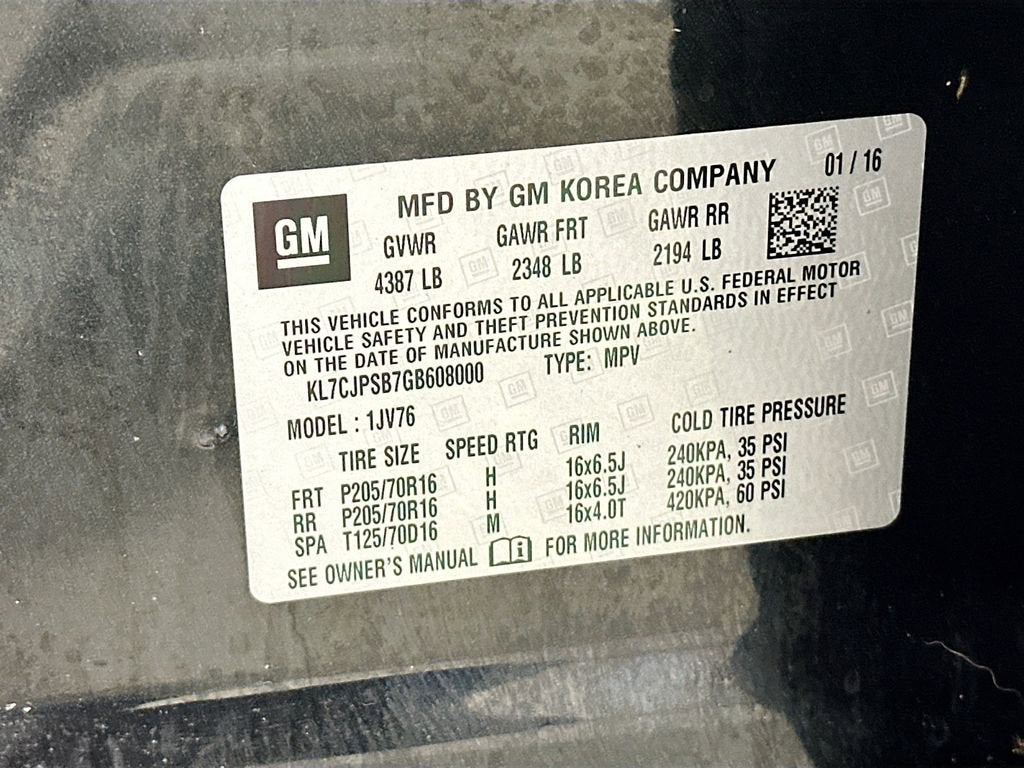 GM
MFD BY GM KOREA COMPANY 01 / 16
GVWR GAWR FRT GAWR RR
4387 LB 2348 LB 2194 LB
THIS VEHICLE CONFORMS TO ALL APPLICABLE U.S. FEDERAL MOTOR
VEHICLE SAFETY AND THEFT PREVENTION STANDARDS IN EFFECT
ON THE DATE OF MANUFACTURE SHOWN ABOVE.
KL7CJPSB7GB608000 TYPE: MPV
MODEL : 1JV76
TIRE SIZE SPEED RTG RIM COLD TIRE PRESSURE
FRT P205/70R16 H 16x6.5J 240KPA, 35 PSI
RR P205/70R16 H 16x6.5J 240KPA, 35 PSI
SPA T125/70D16 M 16x4.0T 420KPA, 60 PSI
SEE OWNER'S MANUAL FOR MORE INFORMATION.